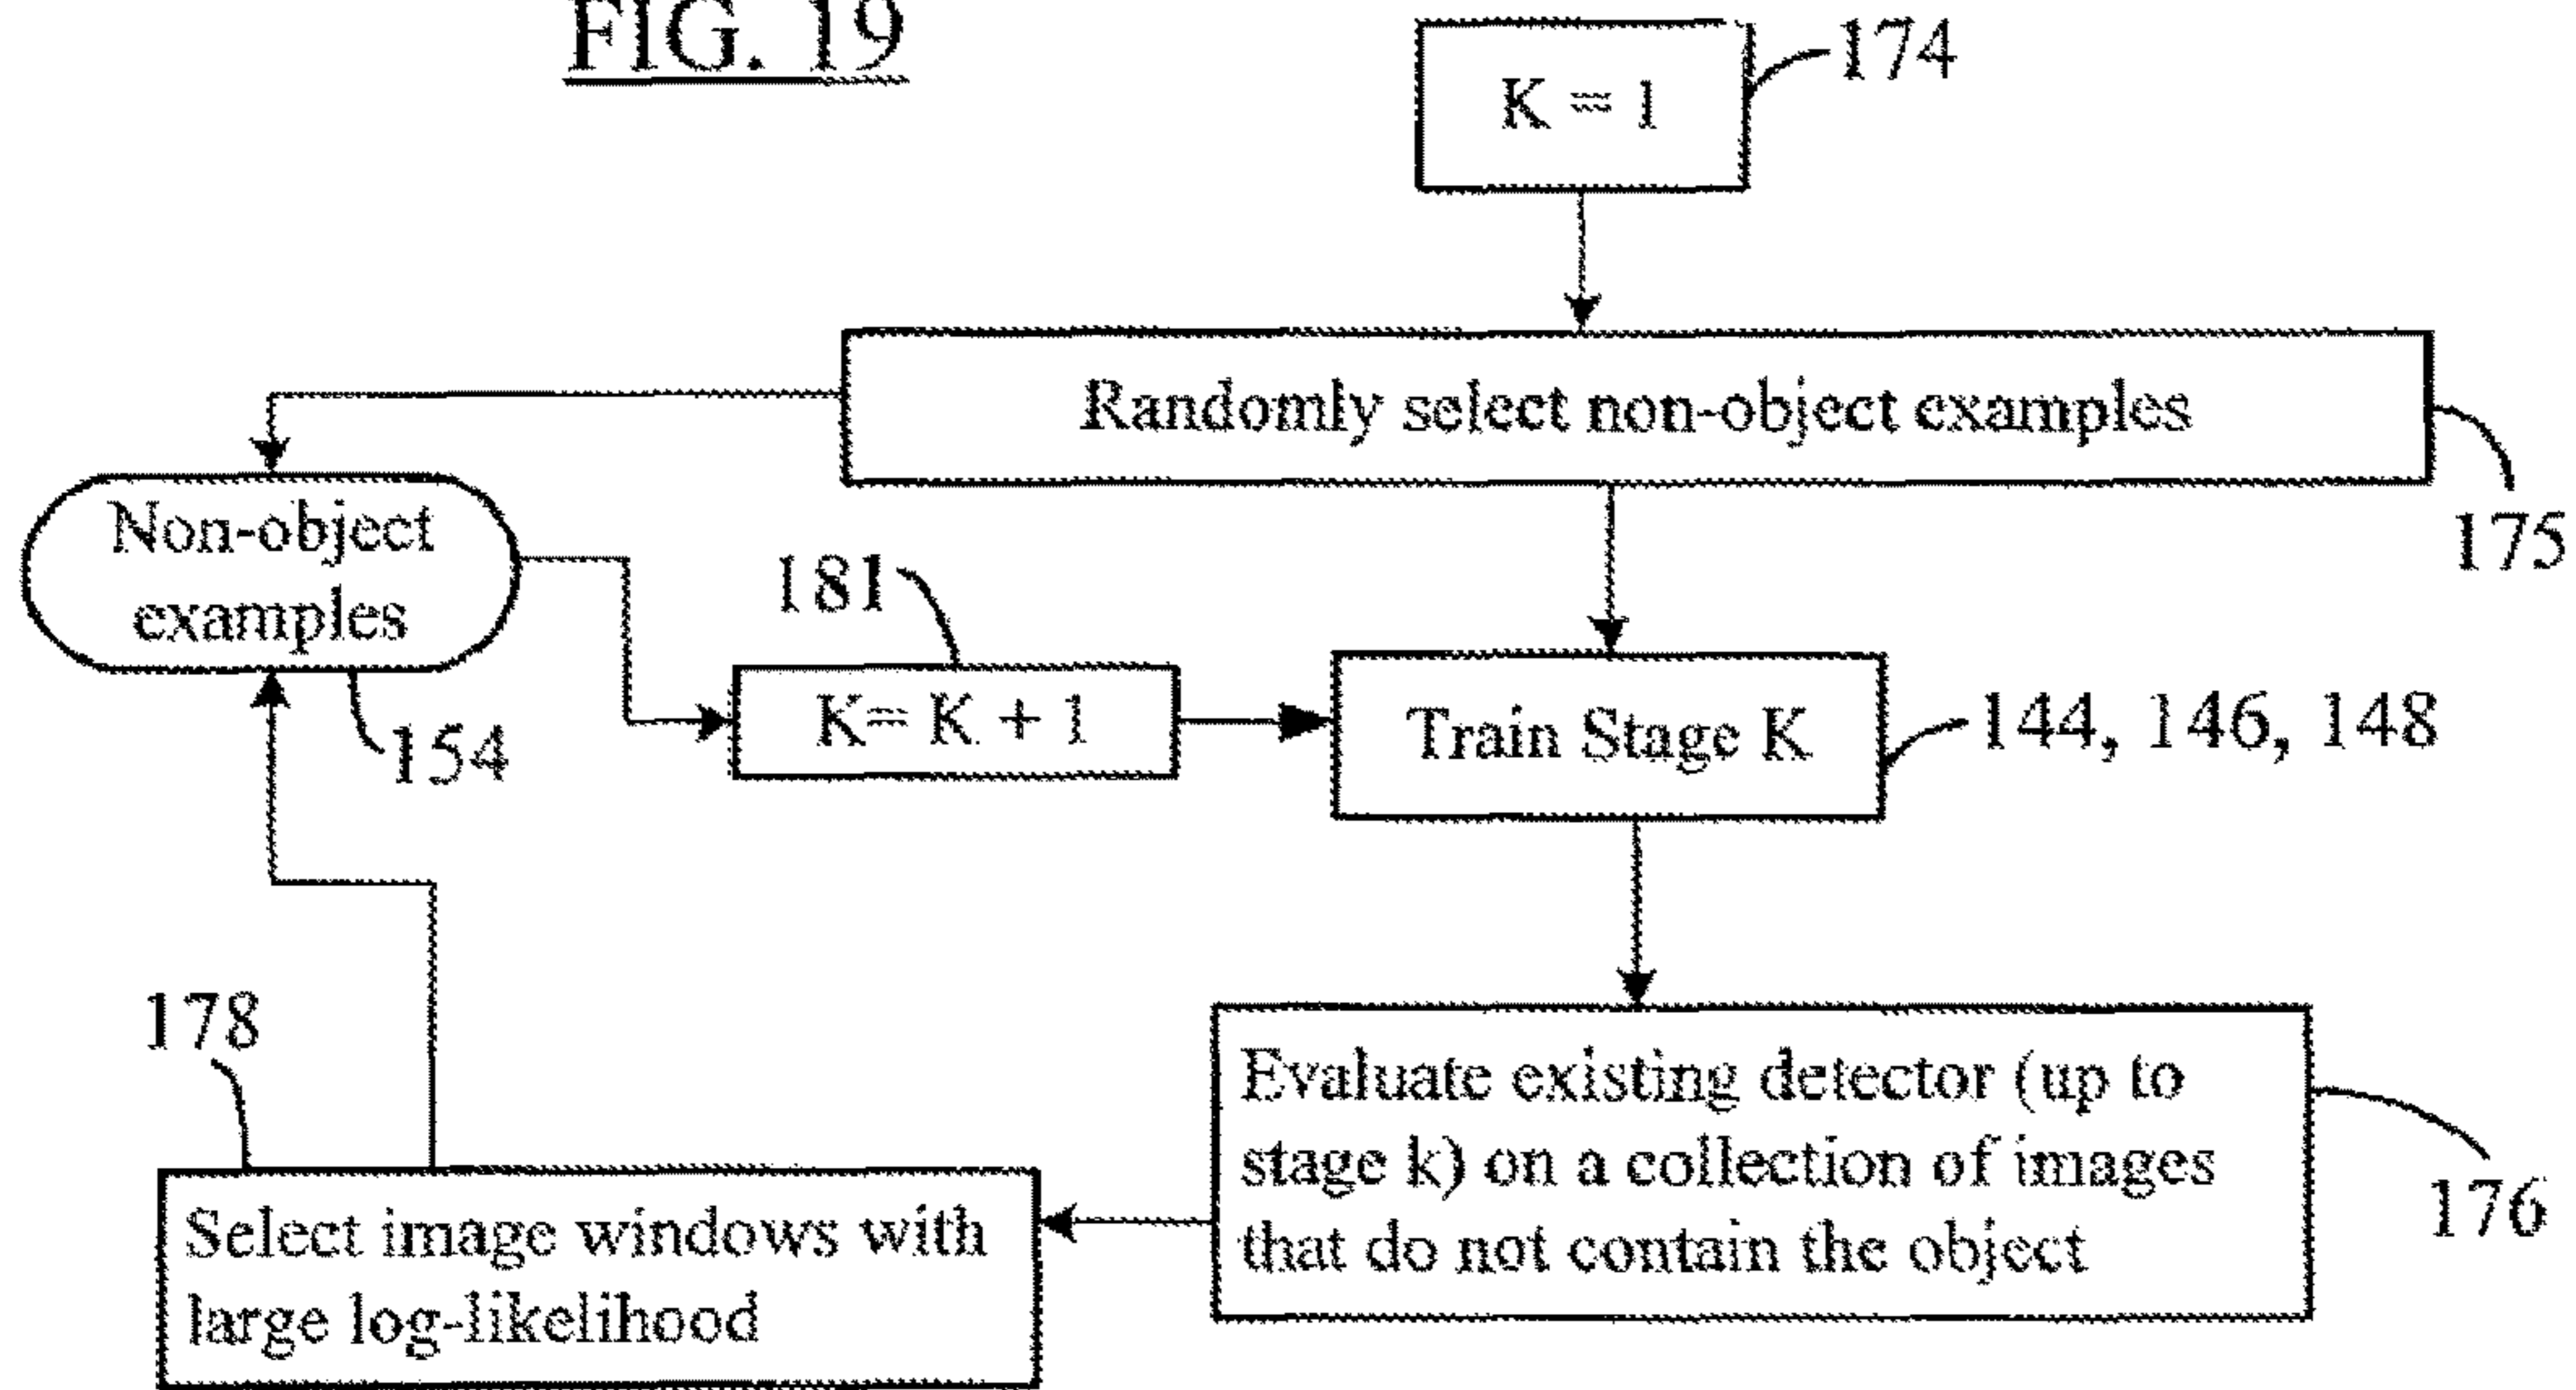 FIG. 19
K = 1
174
Randomly select non-object examples
175
Non-object
examples
154
181
K= K + 1
Train Stage K
144, 146, 148
178
Select image windows with
large log-likelihood
Evaluate existing detector (up to
stage k) on a collection of images
that do not contain the object
176